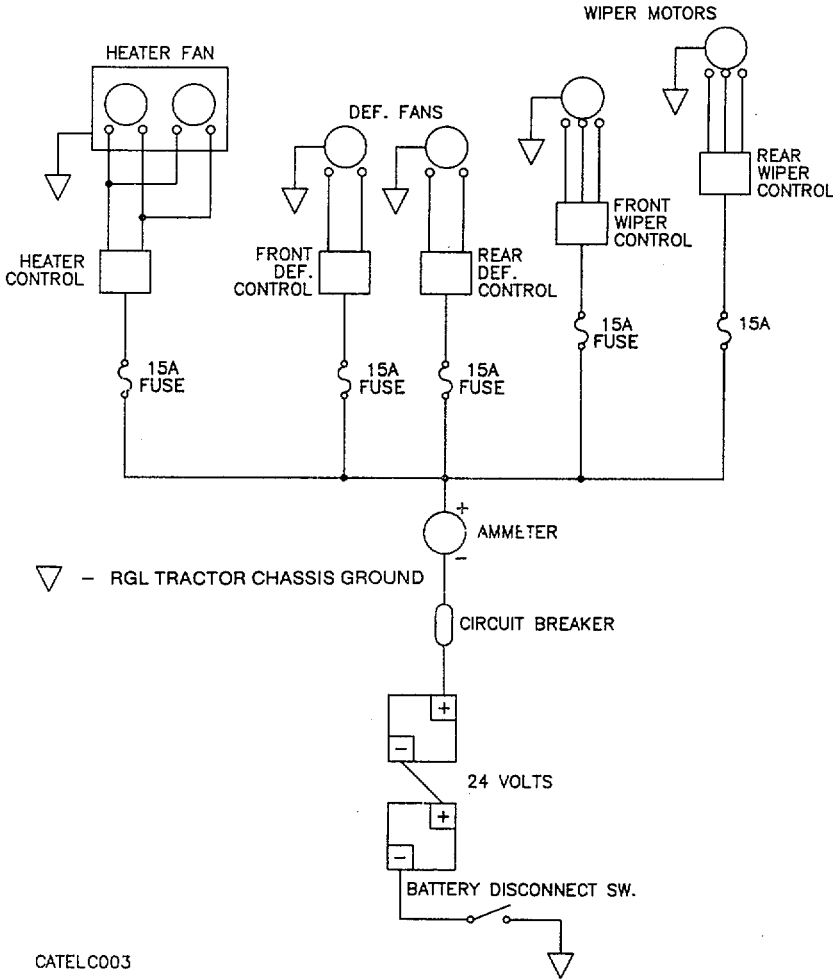 WIPER MOTORS
HEATER FAN
DEF. FANS
REAR
WIPER
CONTROL
FRONT
WIPER
CONTROL
HEATER
CONTROL
FRONT
DEF.
CONTROL
REAR
DEF.
CONTROL
15A
FUSE
15A
FUSE
15A
FUSE
15A
FUSE
15A
+
AMMETER
−
− RGL TRACTOR CHASSIS GROUND
CIRCUIT BREAKER
+
−
24 VOLTS
+
−
BATTERY DISCONNECT SW.
CATELC003